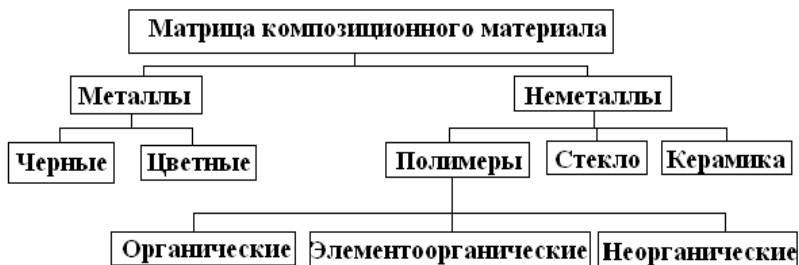 Матрица композиционного материала
Металлы
Неметаллы
Черные
Цветные
Полимеры
Стекло
Керамика
Органические
Элементоорганические
Неорганические